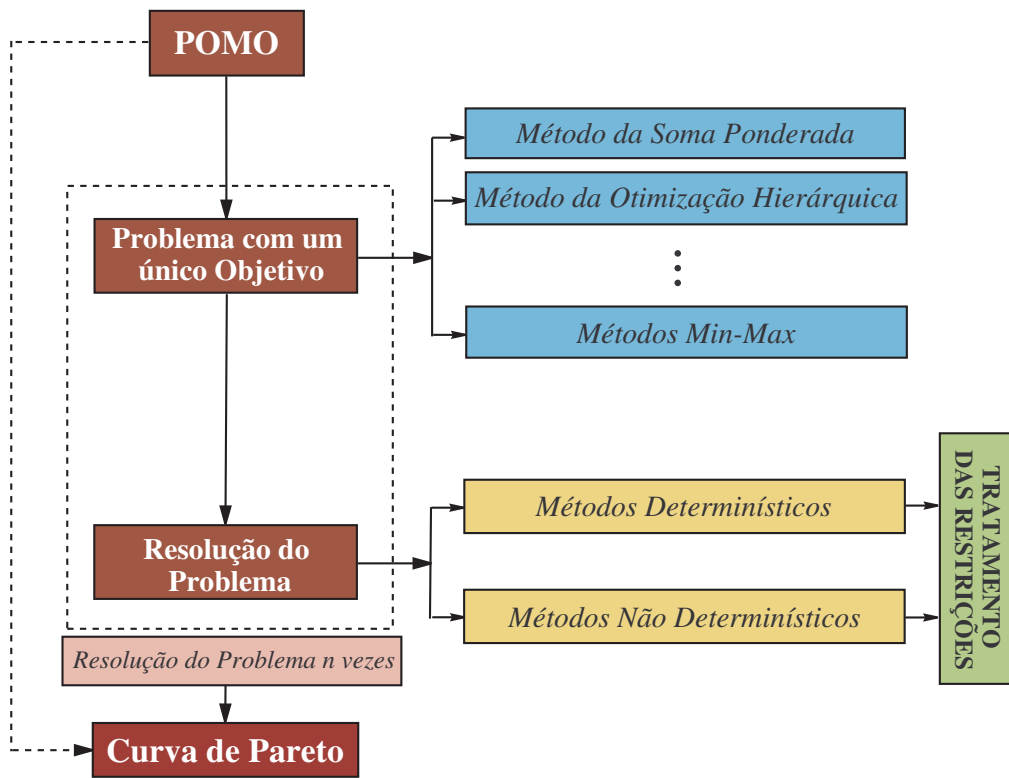 POMO
Método da Soma Ponderada
Método da Otimização Hierárquica
Problema com um
único Objetivo
Métodos Min-Max
Métodos Determinísticos
Resolução do
Problema
Métodos Não Determinísticos
TRATAMENTO
DAS RESTRIÇÕES
Resolução do Problema n vezes
Curva de Pareto